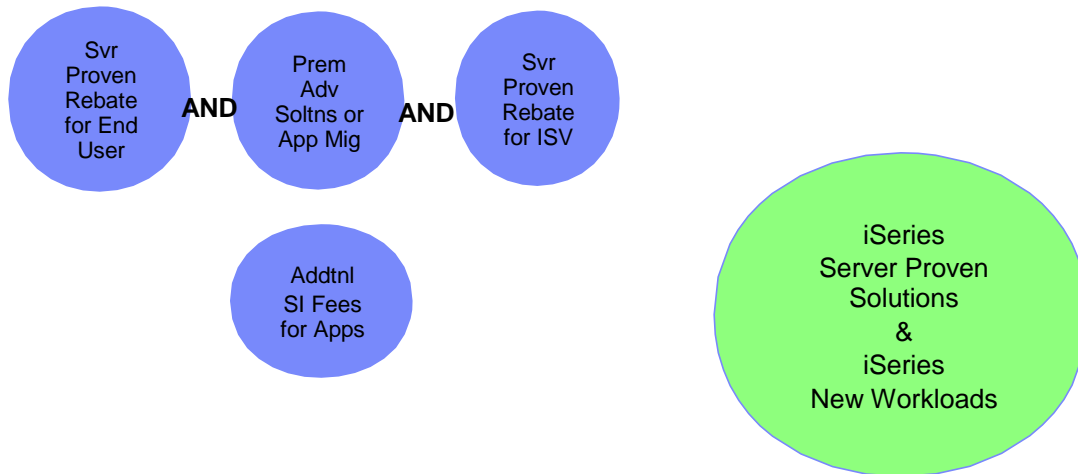 Svr
Proven
Rebate
for End
User
AND
Prem
Adv
Soltns or
App Mig
AND
Svr
Proven
Rebate
for ISV
Addtnl
SI Fees
for Apps
iSeries
Server Proven
Solutions
&
iSeries
New Workloads